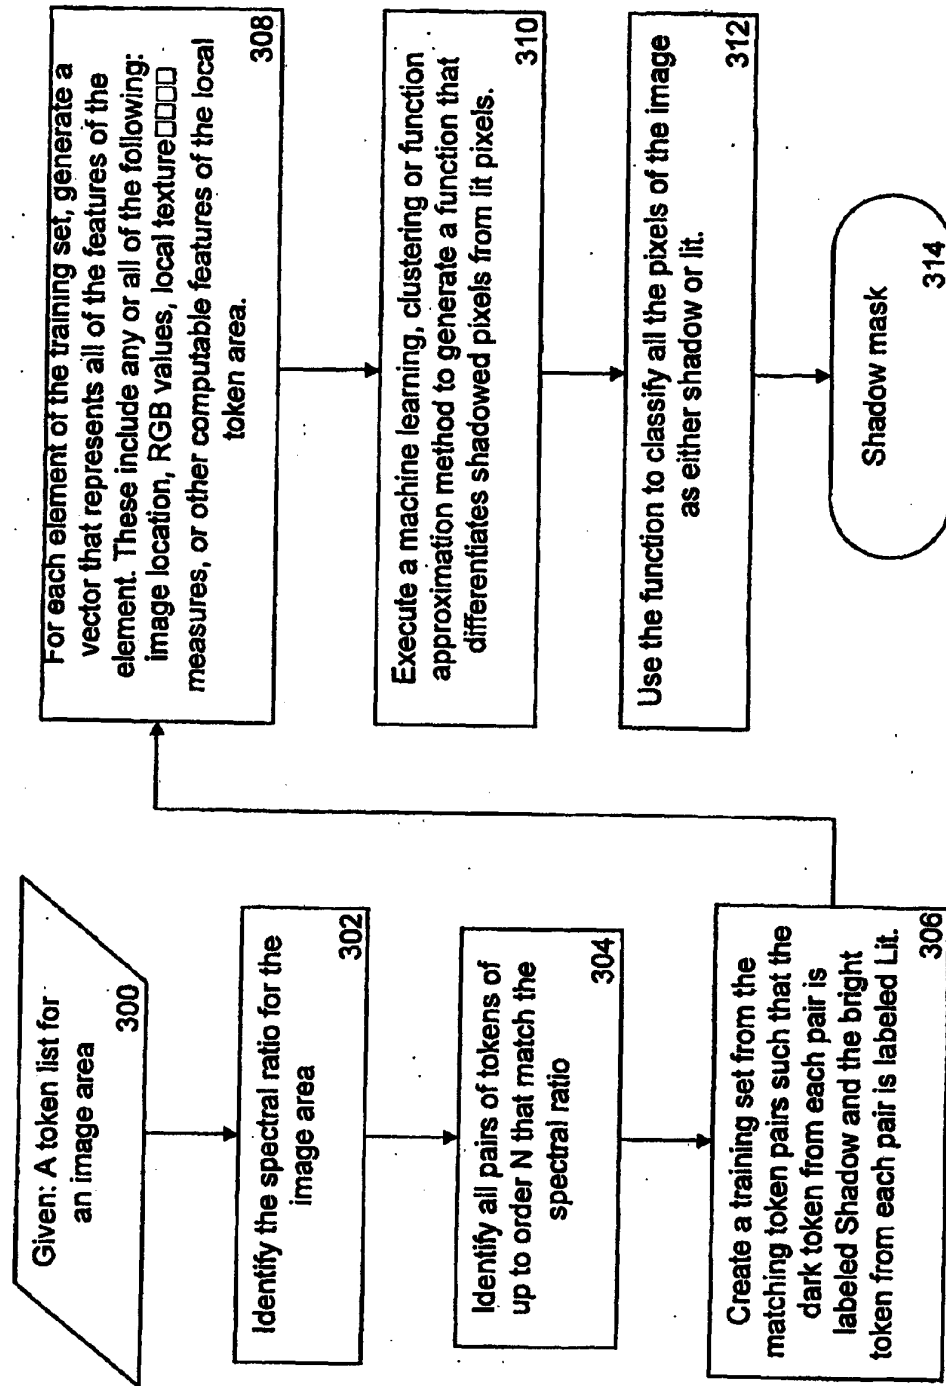 Given: A token list for
an image area
300
Identify the spectral ratio for the
image area
302
Identify all pairs of tokens of
up to order N that match the
spectral ratio
304
Create a training set from the
matching token pairs such that the
dark token from each pair is
labeled Shadow and the bright
token from each pair is labeled Lit.
306
For each element of the training set, generate a
vector that represents all of the features of the
element. These include any or all of the following:
image location, RGB values, local texture□□□□
measures, or other computable features of the local
token area.
308
Execute a machine learning, clustering or function
approximation method to generate a function that
differentiates shadowed pixels from lit pixels.
310
Use the function to classify all the pixels of the image
as either shadow or lit.
312
Shadow mask
314